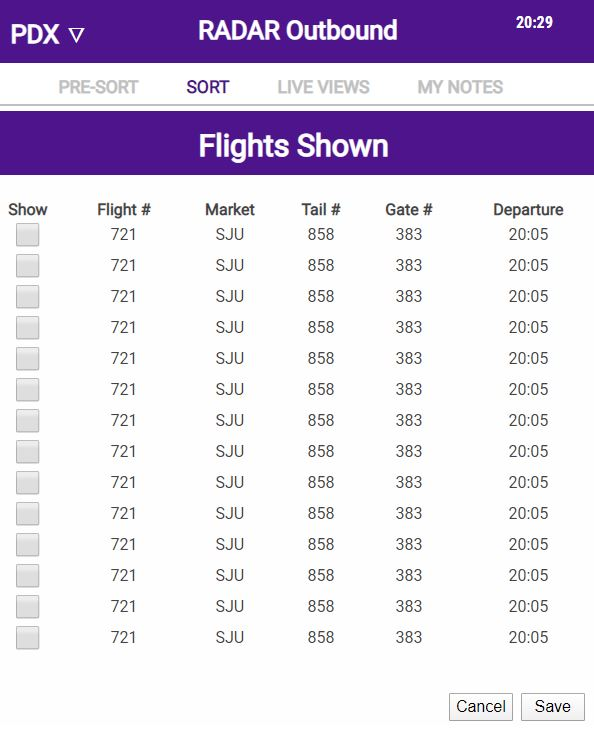 PDX ▽ RADAR Outbound 20:29
PRE-SORT SORT LIVE VIEWS MY NOTES
Flights Shown
Show Flight # Market Tail # Gate # Departure
721 SJU 858 383 20:05
721 SJU 858 383 20:05
721 SJU 858 383 20:05
721 SJU 858 383 20:05
721 SJU 858 383 20:05
721 SJU 858 383 20:05
721 SJU 858 383 20:05
721 SJU 858 383 20:05
721 SJU 858 383 20:05
721 SJU 858 383 20:05
721 SJU 858 383 20:05
721 SJU 858 383 20:05
721 SJU 858 383 20:05
721 SJU 858 383 20:05
Cancel Save